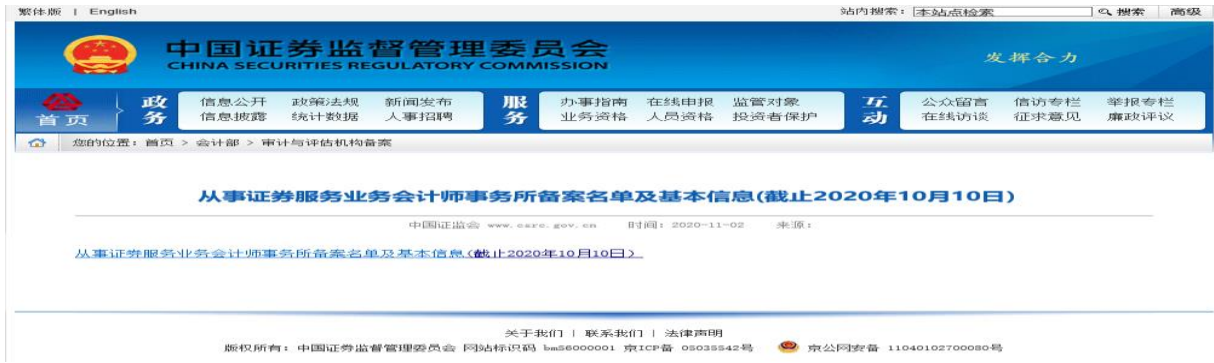 繁体版 | English
站内搜索: 本站点检索 搜索 高级
中国证券监督管理委员会
CHINA SECURITIES REGULATORY COMMISSION
发挥合力
首页
政务
信息公开 政策法规 新闻发布
信息披露 统计数据 人事招聘
服务
办事指南 在线申报 监管对象
业务资格 人员资格 投资者保护
互动
公众留言 信访专栏 举报专栏
在线访谈 征求意见 廉政评议
您的位置: 首页 > 会计部 > 审计与评估机构备案
从事证券服务业务会计师事务所备案名单及基本信息(截止2020年10月10日)
中国证监会 www.csrc.gov.cn 时间: 2020-11-02 来源:
从事证券服务业务会计师事务所备案名单及基本信息(截止2020年10月10日)
关于我们 | 联系我们 | 法律声明
版权所有: 中国证券监督管理委员会 网站标识码 bm56000001 京ICP备 05035542号 京公网安备 11040102700080号